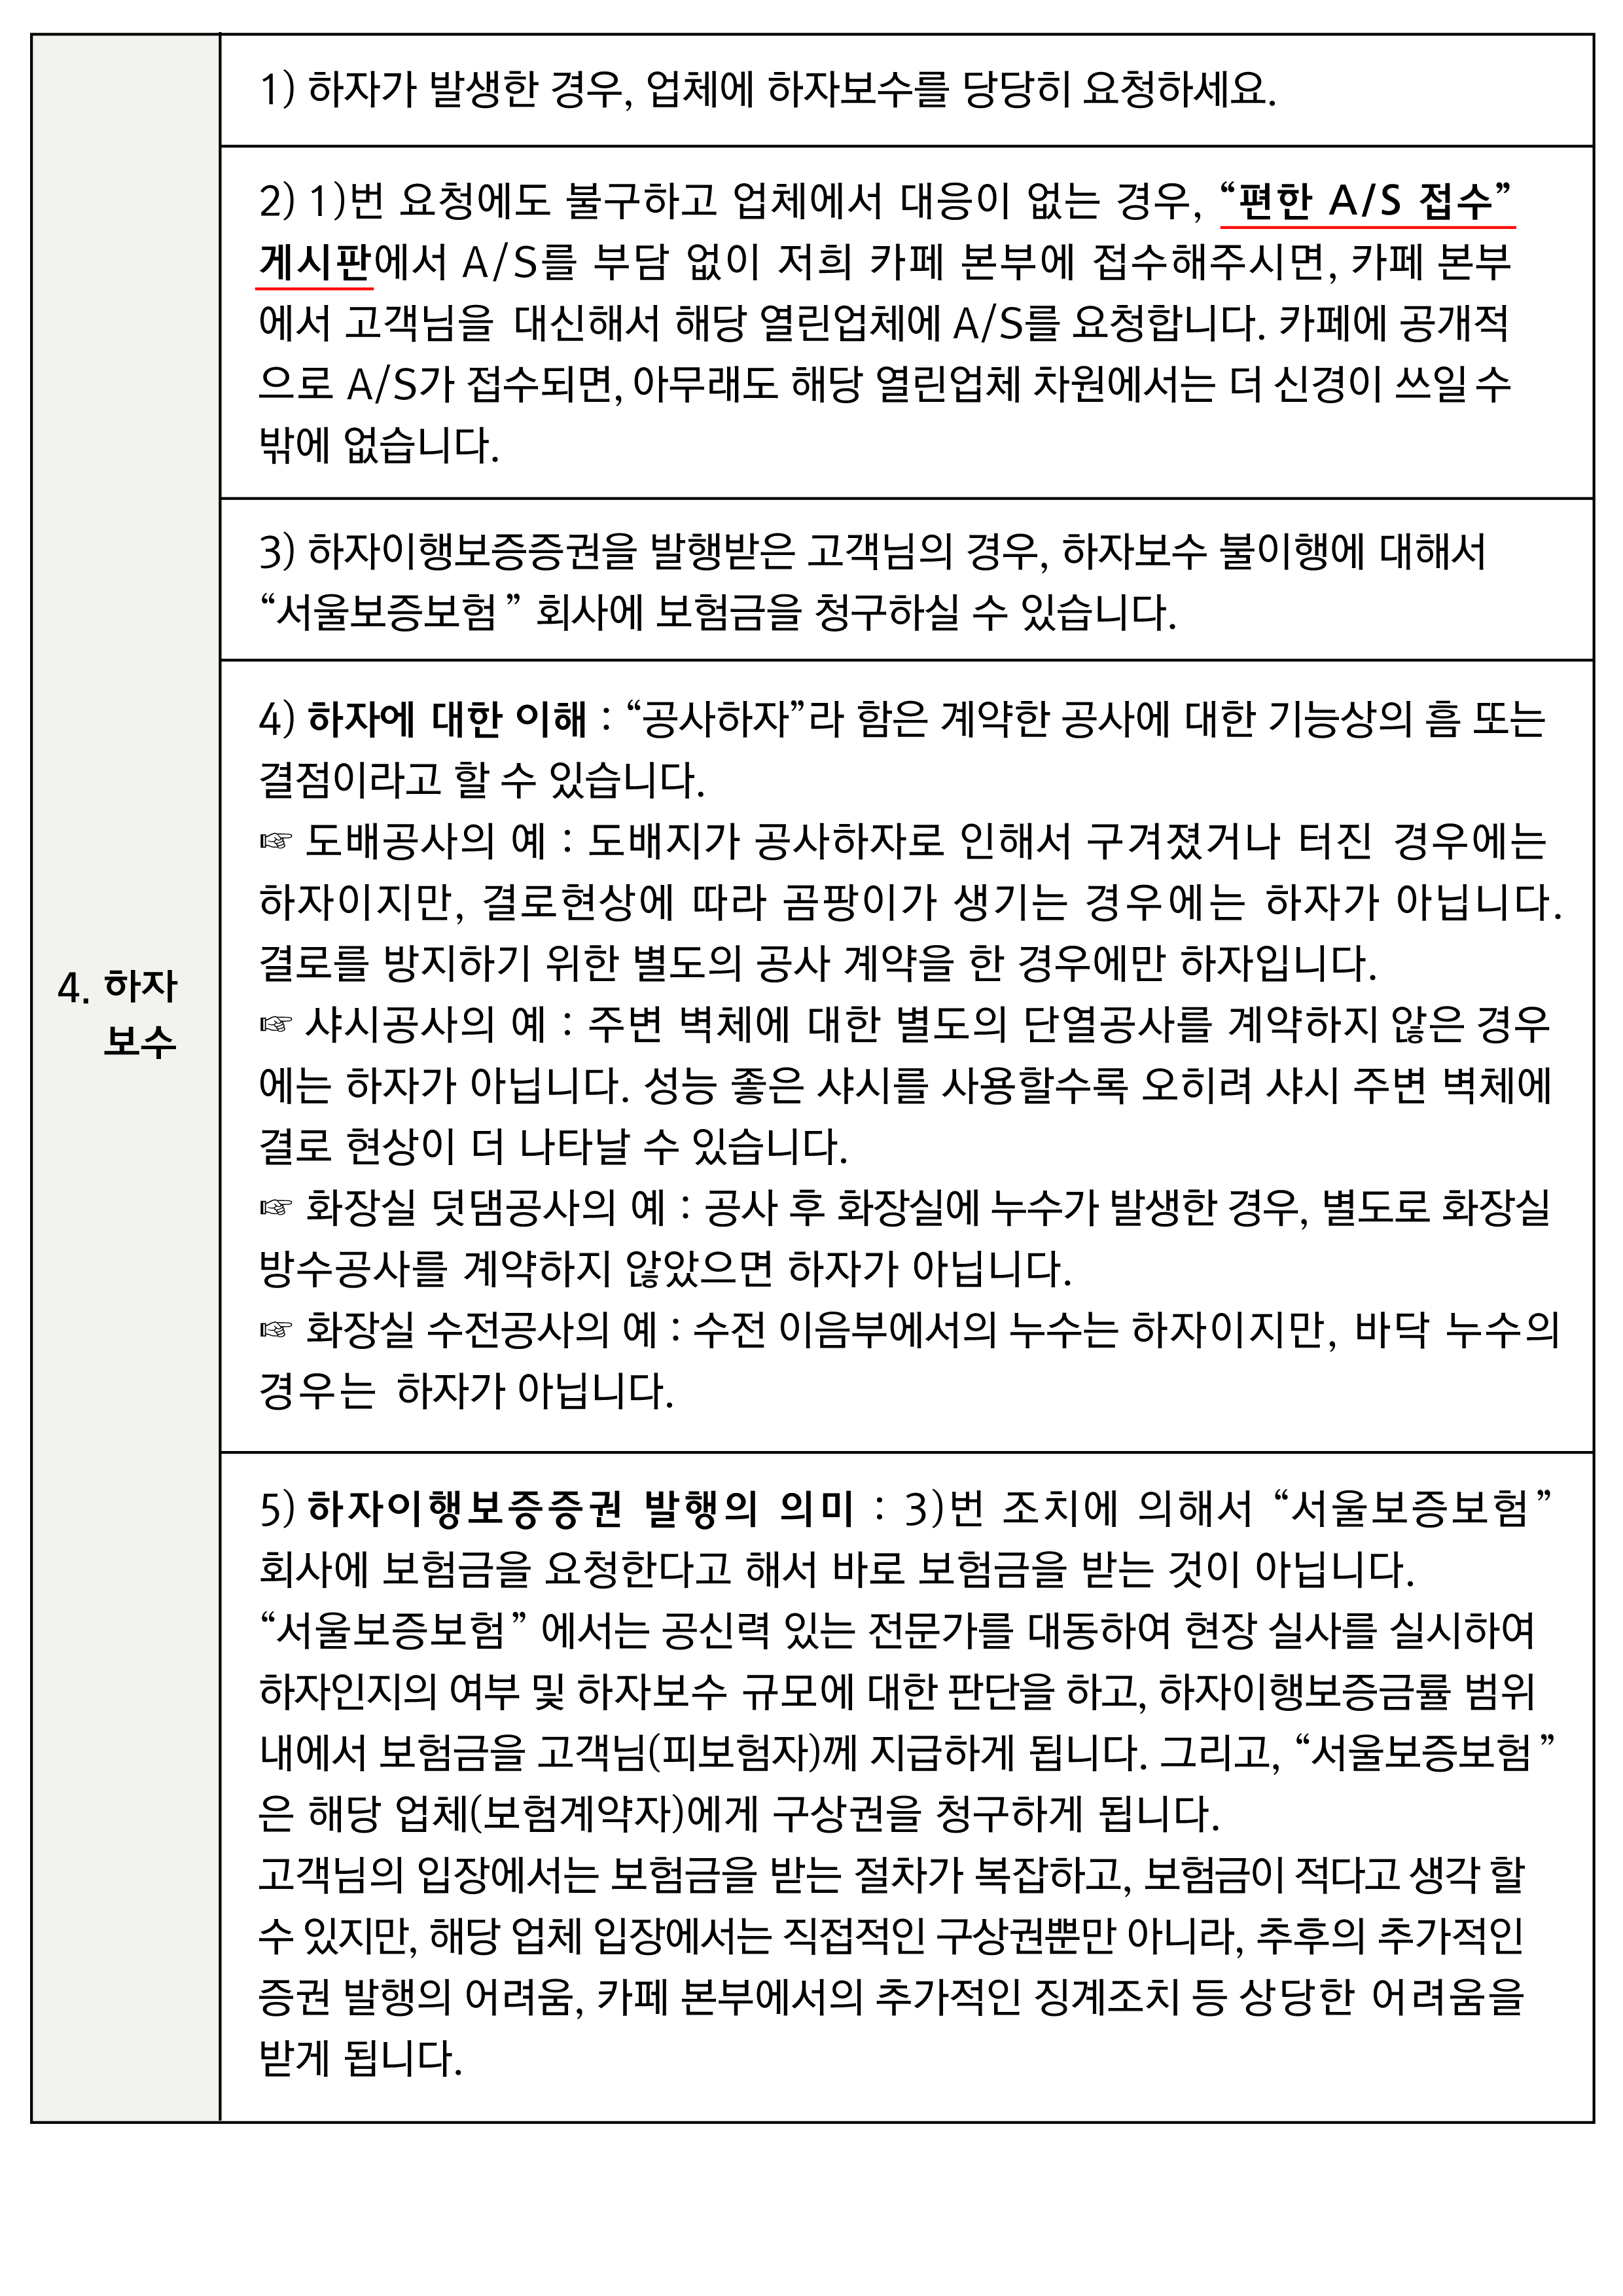 1) 하자가 발생한 경우, 업체에 하자보수를 당당히 요청하세요.
2) 1)번 요청에도 불구하고 업체에서 대응이 없는 경우, “편한 A/S 접수”
게시판에서 A/S를 부담 없이 저희 카페 본부에 접수해주시면, 카페 본부
에서 고객님을 대신해서 해당 열린업체에 A/S를 요청합니다. 카페에 공개적
으로 A/S가 접수되면, 아무래도 해당 열린업체 차원에서는 더 신경이 쓰일 수
밖에 없습니다.
3) 하자이행보증증권을 발행받은 고객님의 경우, 하자보수 불이행에 대해서
“서울보증보험” 회사에 보험금을 청구하실 수 있습니다.
4. 하자
보수
4) 하자에 대한 이해 : “공사하자”라 함은 계약한 공사에 대한 기능상의 흠 또는
결점이라고 할 수 있습니다.
☞ 도배공사의 예 : 도배지가 공사하자로 인해서 구겨졌거나 터진 경우에는
하자이지만, 결로현상에 따라 곰팡이가 생기는 경우에는 하자가 아닙니다.
결로를 방지하기 위한 별도의 공사 계약을 한 경우에만 하자입니다.
☞ 샤시공사의 예 : 주변 벽체에 대한 별도의 단열공사를 계약하지 않은 경우
에는 하자가 아닙니다. 성능 좋은 샤시를 사용할수록 오히려 샤시 주변 벽체에
결로 현상이 더 나타날 수 있습니다.
☞ 화장실 덧댐공사의 예 : 공사 후 화장실에 누수가 발생한 경우, 별도로 화장실
방수공사를 계약하지 않았으면 하자가 아닙니다.
☞ 화장실 수전공사의 예 : 수전 이음부에서의 누수는 하자이지만, 바닥 누수의
경우는 하자가 아닙니다.
5) 하자이행보증증권 발행의 의미 : 3)번 조치에 의해서 “서울보증보험”
회사에 보험금을 요청한다고 해서 바로 보험금을 받는 것이 아닙니다.
“서울보증보험” 에서는 공신력 있는 전문가를 대동하여 현장 실사를 실시하여
하자인지의 여부 및 하자보수 규모에 대한 판단을 하고, 하자이행보증금률 범위
내에서 보험금을 고객님(피보험자)께 지급하게 됩니다. 그리고, “서울보증보험”
은 해당 업체(보험계약자)에게 구상권을 청구하게 됩니다.
고객님의 입장에서는 보험금을 받는 절차가 복잡하고, 보험금이 적다고 생각 할
수 있지만, 해당 업체 입장에서는 직접적인 구상권뿐만 아니라, 추후의 추가적인
증권 발행의 어려움, 카페 본부에서의 추가적인 징계조치 등 상당한 어려움을
받게 됩니다.